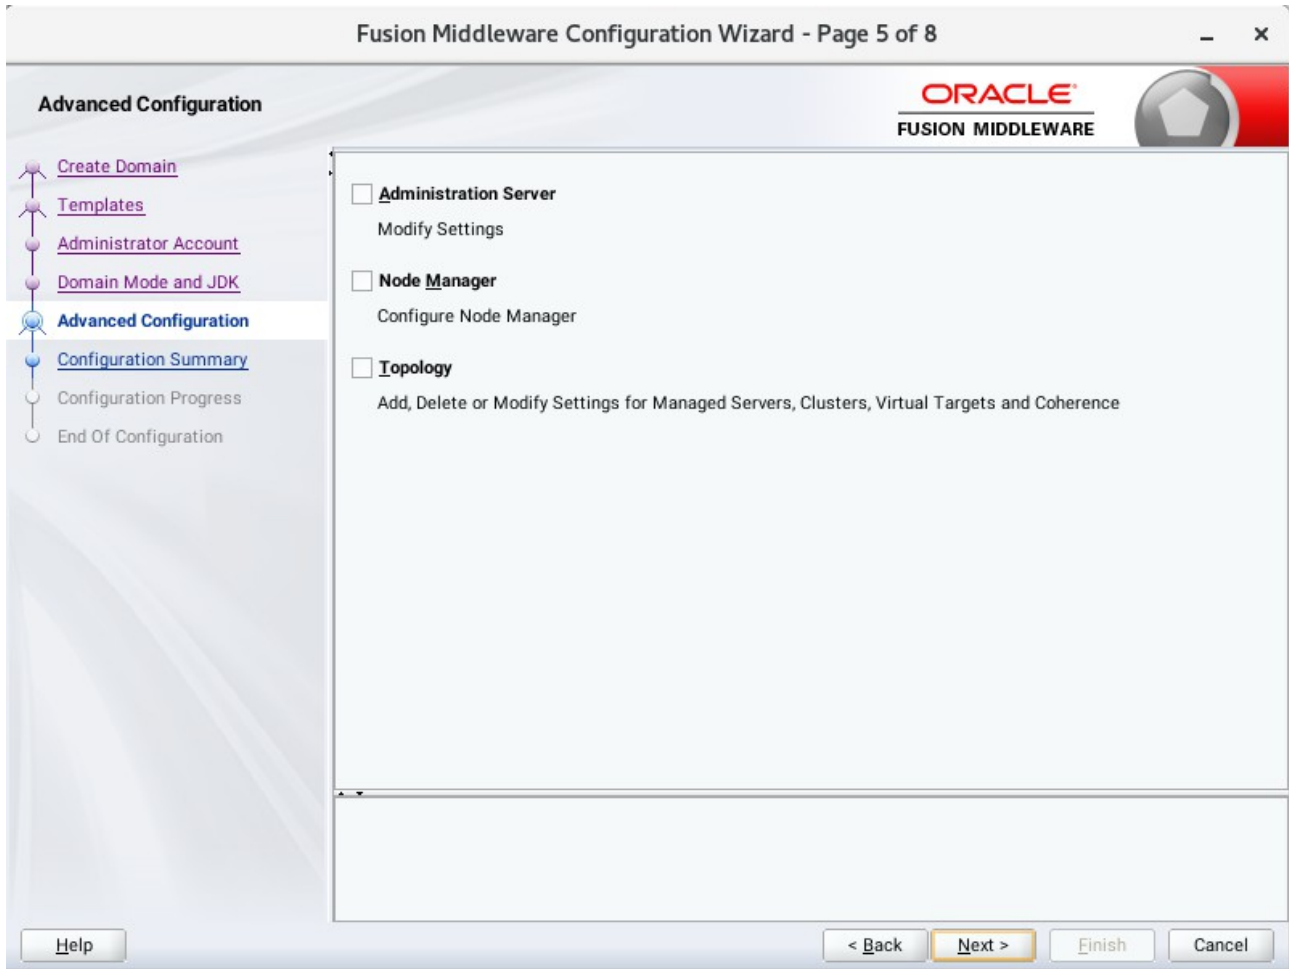 Fusion Middleware Configuration Wizard - Page 5 of 8
Advanced Configuration
ORACLE
FUSION MIDDLEWARE
Create Domain
Templates
Administrator Account
Domain Mode and JDK
Advanced Configuration
Configuration Summary
Configuration Progress
End Of Configuration
Administration Server
Modify Settings
Node Manager
Configure Node Manager
Topology
Add, Delete or Modify Settings for Managed Servers, Clusters, Virtual Targets and Coherence
Help
< Back
Next >
Finish
Cancel